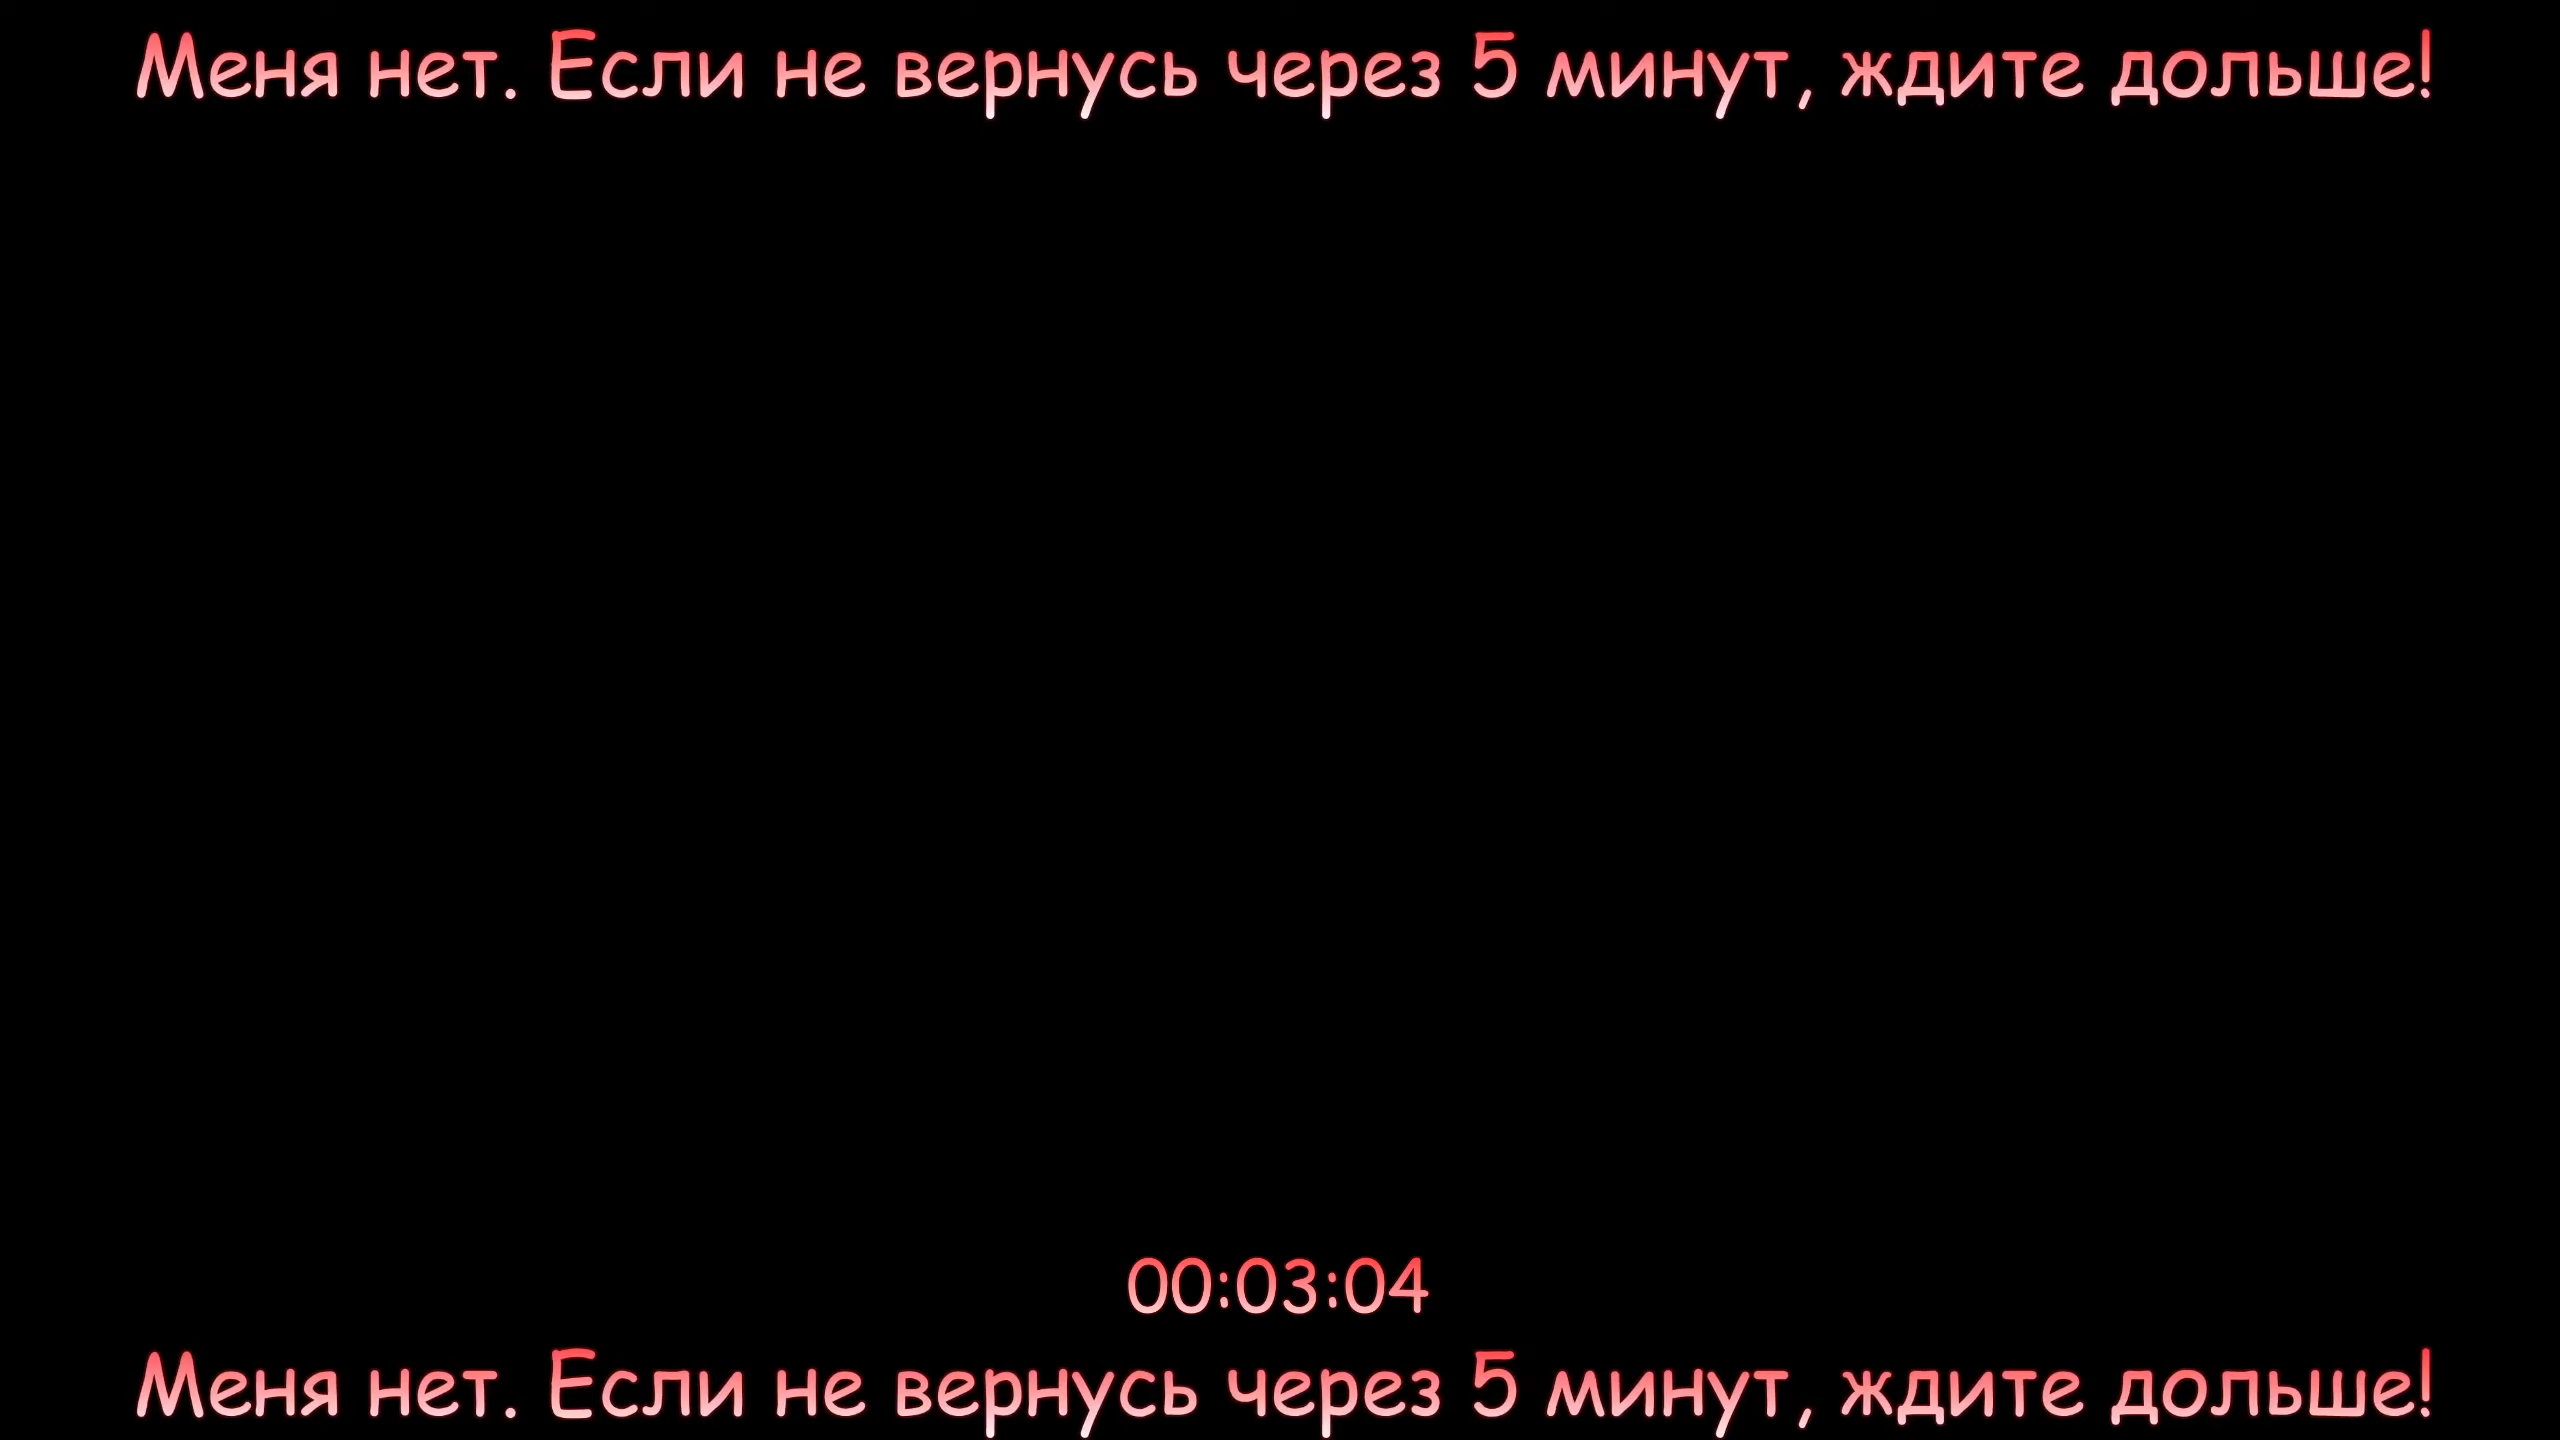 Меня нет. Если не вернусь через 5 минут, ждите дольше!
00:03:04
Меня нет. Если не вернусь через 5 минут, ждите дольше!